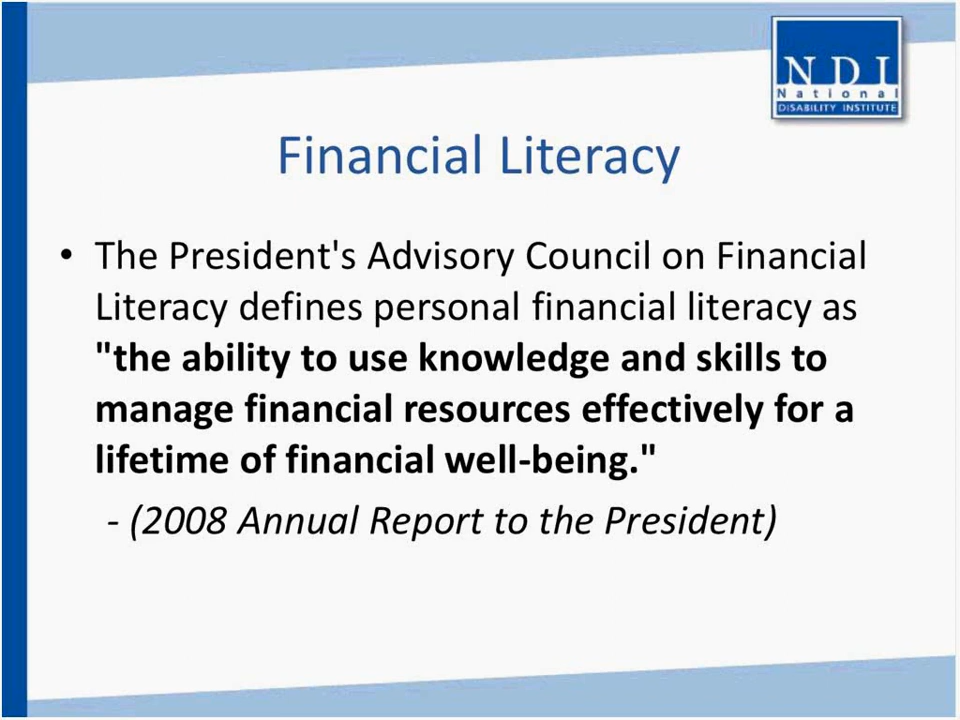 NDI
National
DISABILITY INSTITUTE
Financial Literacy
• The President's Advisory Council on Financial
Literacy defines personal financial literacy as
"the ability to use knowledge and skills to
manage financial resources effectively for a
lifetime of financial well-being."
- (2008 Annual Report to the President)